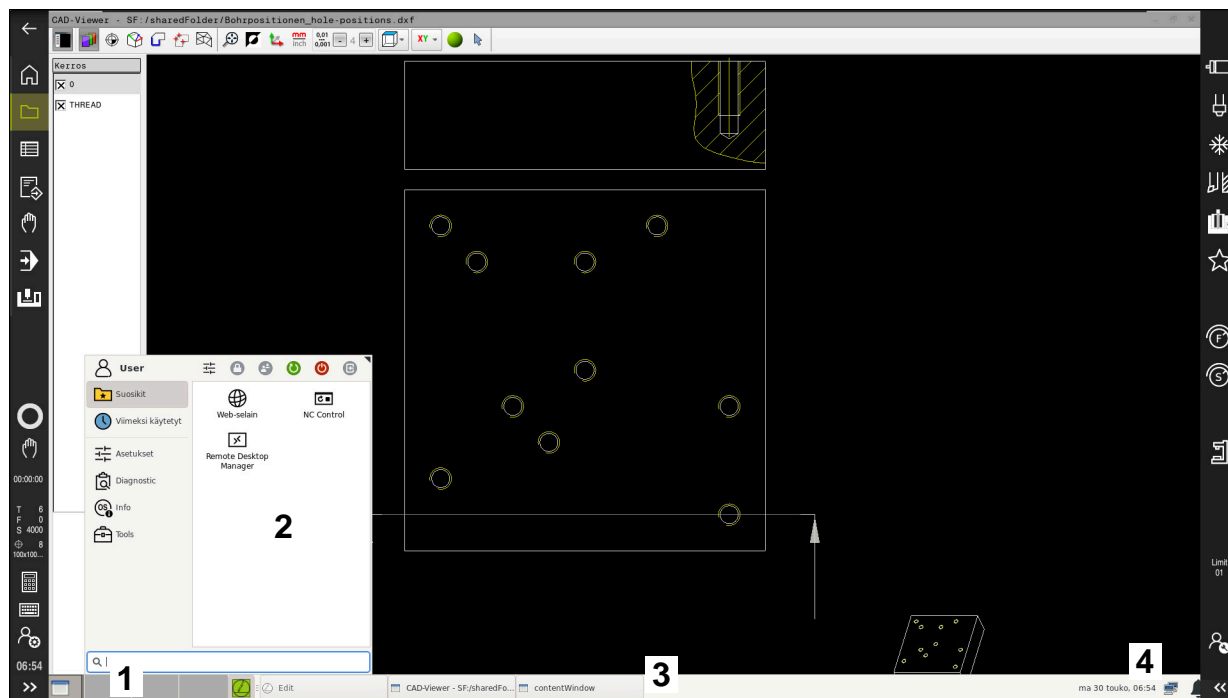 CAD-Viewer - SF:/sharedFolder/Bohrpositionen_hole-positions.dxf
mm
inch
0,01
0,001
4
XY
Kerros
0
THREAD
User
Suosikit
Viimeksi käytetyt
Asetukset
Diagnostic
OS Info
Tools
Web-selain
NC Control
Remote Desktop
Manager
2
F
S
00:00:00
T 6
F 0
S 4000
8
100x100...
Limit
01
06:54
1
Edit
CAD-Viewer - SF:/sharedFo...
contentWindow
3
4
ma 30 touko, 06:54